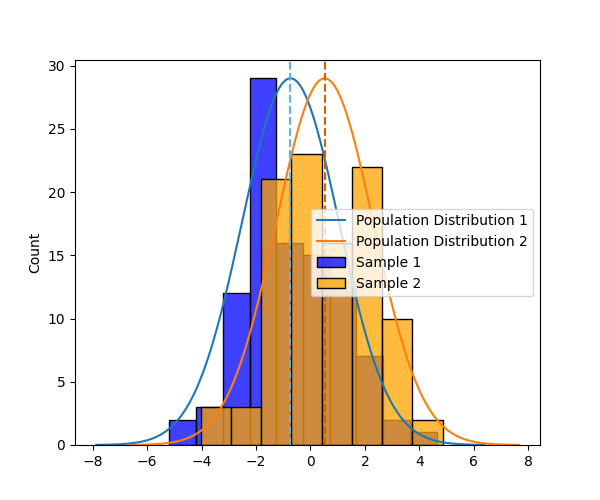 30
25
20
15
10
5
0
Count
Population Distribution 1
Population Distribution 2
Sample 1
Sample 2
−8 −6 −4 −2 0 2 4 6 8